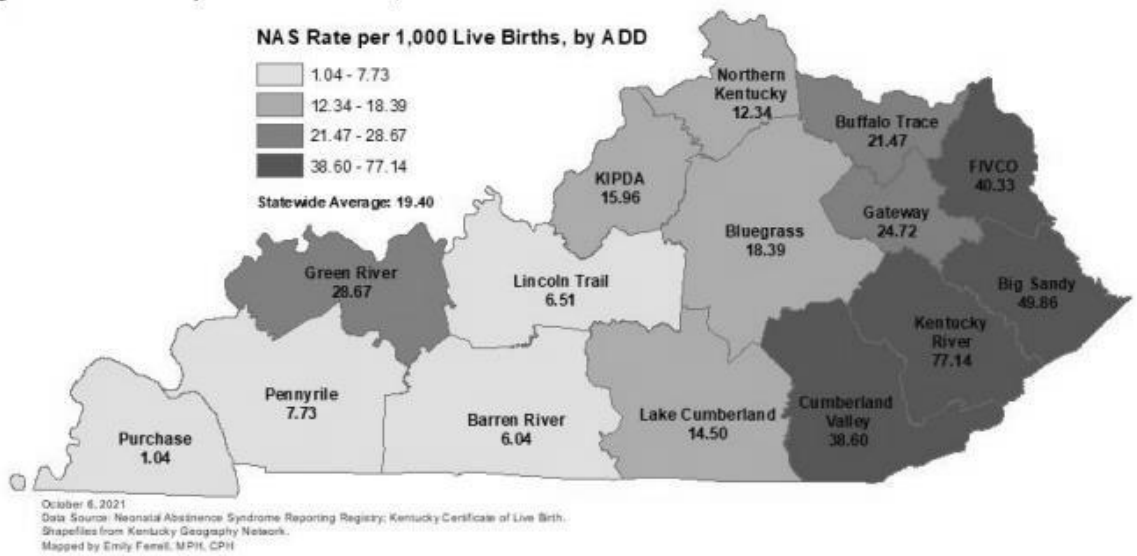 NAS Rate per 1,000 Live Births, by ADD
1.04 - 7.73
12.34 - 18.39
21.47 - 28.67
38.60 - 77.14
Statewide Average: 19.40
Northern
Kentucky
12.34
Buffalo Trace
21.47
FIVCO
40.33
KIPDA
15.96
Gateway
24.72
Bluegrass
18.39
Green River
28.67
Lincoln Trail
6.51
Big Sandy
49.86
Kentucky
River
77.14
Pennyrile
7.73
Barren River
6.04
Lake Cumberland
14.50
Cumberland
Valley
38.60
Purchase
1.04
October 6, 2021
Data Source: Neonatal Abstinence Syndrome Reporting Registry; Kentucky Certificate of Live Birth.
Shapefiles from Kentucky Geography Network.
Mapped by Emily Ferrell, MPH, CPH